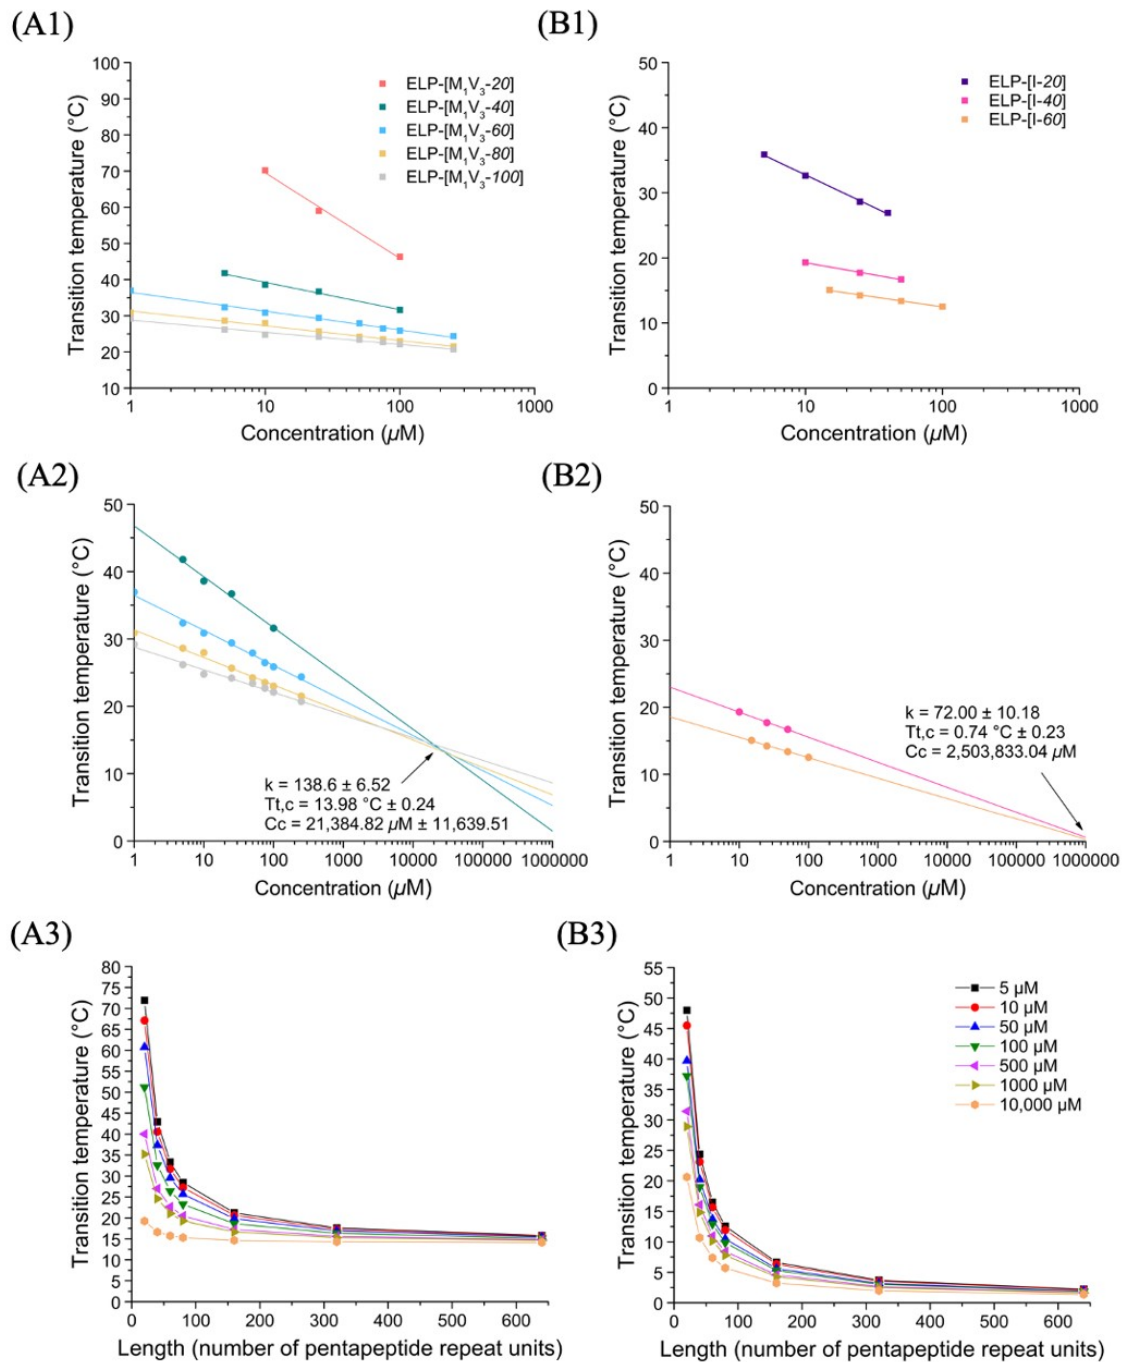 (A1)
100
90
80
70
60
50
40
30
20
10
Transition temperature (°C)
ELP-[M₁V₃-20]
ELP-[M₁V₃-40]
ELP-[M₁V₃-60]
ELP-[M₁V₃-80]
ELP-[M₁V₃-100]
1
10
100
1000
Concentration (µM)
(B1)
50
40
30
20
10
0
Transition temperature (°C)
ELP-[I-20]
ELP-[I-40]
ELP-[I-60]
1
10
100
1000
Concentration (µM)
(A2)
50
40
30
20
10
0
Transition temperature (°C)
k = 138.6 ± 6.52
Tt,c = 13.98 °C ± 0.24
Cc = 21,384.82 µM ± 11,639.51
1
10
100
1000
10000
100000
1000000
Concentration (µM)
(B2)
50
40
30
20
10
0
Transition temperature (°C)
k = 72.00 ± 10.18
Tt,c = 0.74 °C ± 0.23
Cc = 2,503,833.04 µM
1
10
100
1000
10000
100000
1000000
Concentration (µM)
(A3)
80
75
70
65
60
55
50
45
40
35
30
25
20
15
10
5
0
Transition temperature (°C)
0
100
200
300
400
500
600
Length (number of pentapeptide repeat units)
(B3)
55
50
45
40
35
30
25
20
15
10
5
0
Transition temperature (°C)
5 µM
10 µM
50 µM
100 µM
500 µM
1000 µM
10,000 µM
0
100
200
300
400
500
600
Length (number of pentapeptide repeat units)